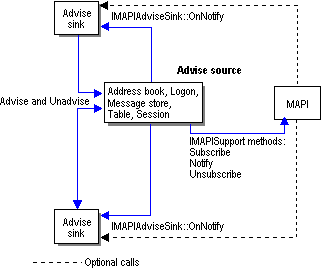 Advise
sink
IMAPIAdviseSink::OnNotify
Advise source
Advise and Unadvise
Address book, Logon,
Message store,
Table, Session
MAPI
IMAPISupport methods:
Subscribe
Notify
Unsubscribe
Advise
sink
IMAPIAdviseSink::OnNotify
Optional calls